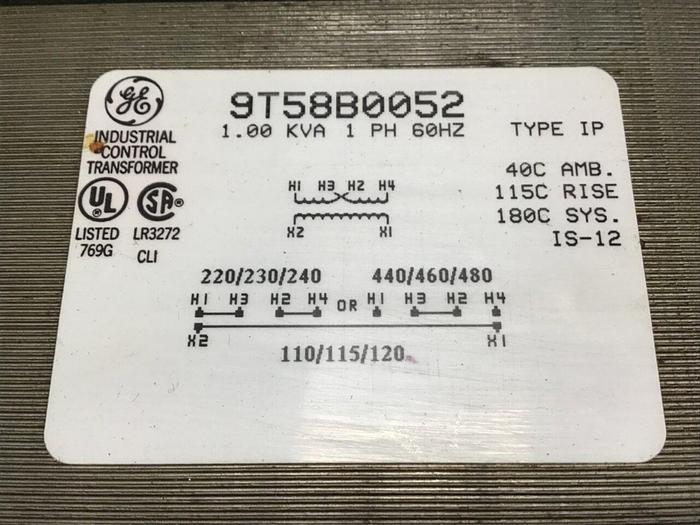 GE
9T58B0052
1.00 KVA 1 PH 60HZ
TYPE IP
INDUSTRIAL
CONTROL
TRANSFORMER
40C AMB.
115C RISE
180C SYS.
IS-12
UL
SA®
LISTED
769G
LR3272
CLI
H1 H3 H2 H4
X2 X1
220/230/240 440/460/480
H1 H3 H2 H4 OR H1 H3 H2 H4
X2 X1
110/115/120